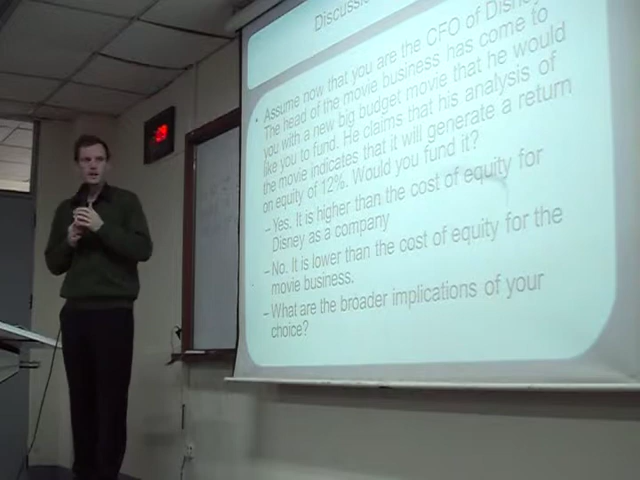 Discussion
• Assume now that you are the CFO of Disney.
The head of the movie business has come to
you with a new big budget movie that he would
like you to fund. He claims that his analysis of
the movie indicates that it will generate a return
on equity of 12%. Would you fund it?
– Yes. It is higher than the cost of equity for
Disney as a company
– No. It is lower than the cost of equity for the
movie business.
– What are the broader implications of your
choice?